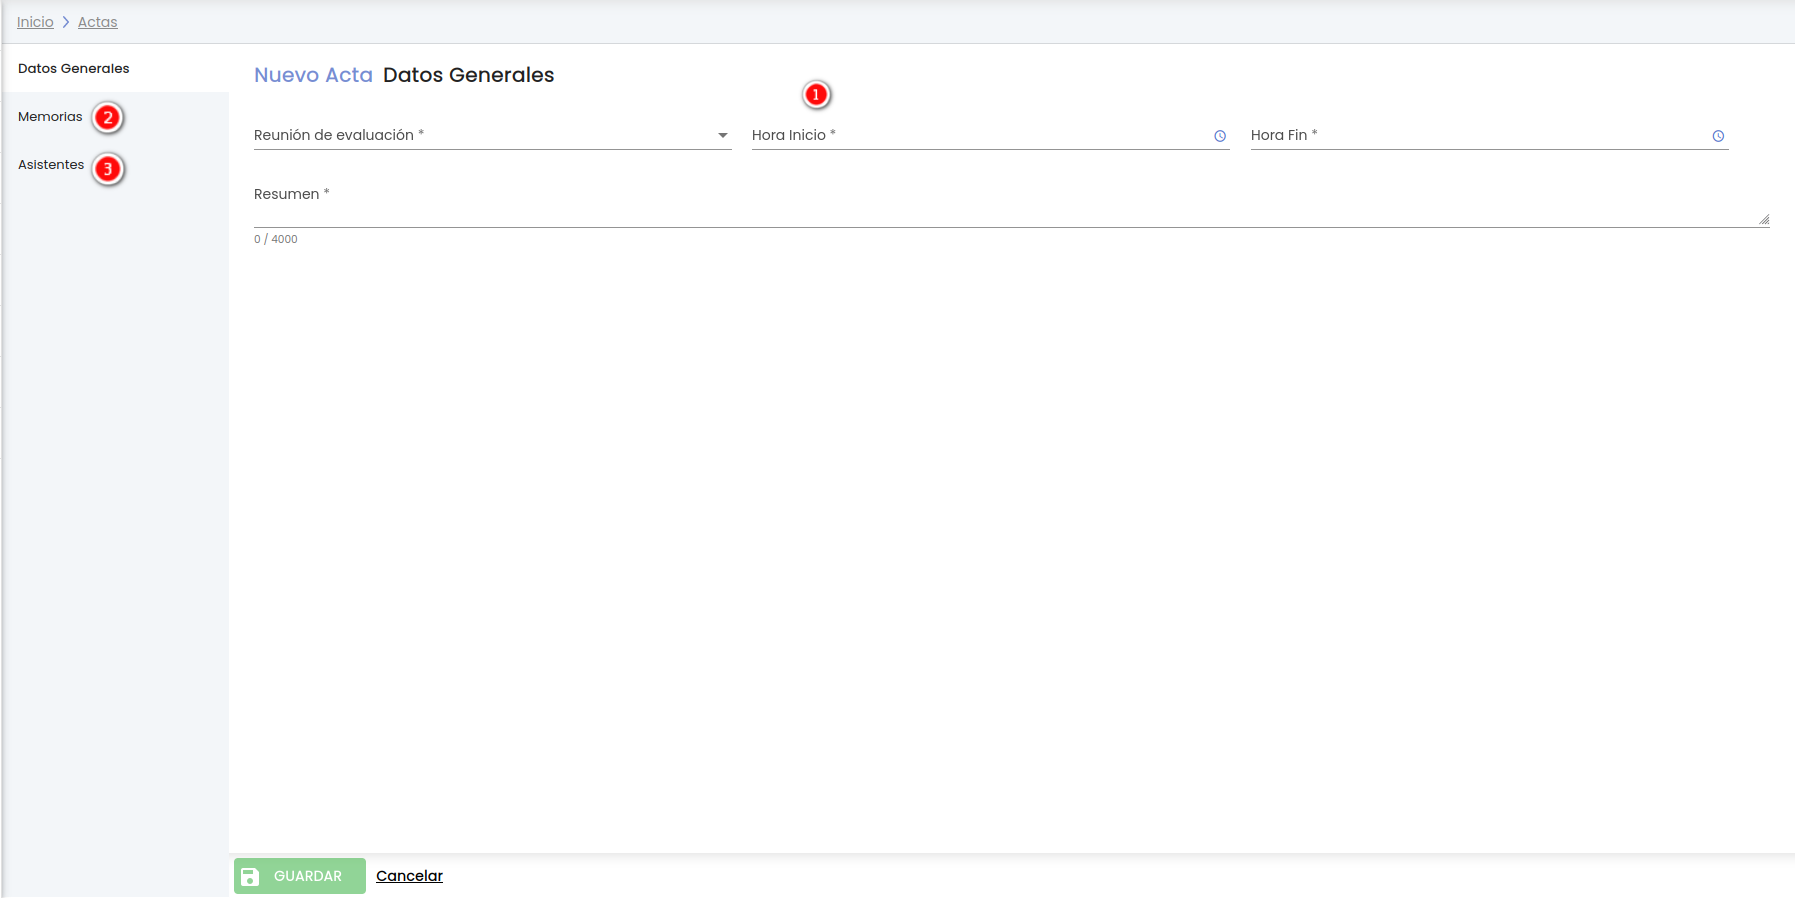 Inicio > Actas
Datos Generales
Memorias 2
Asistentes 3
Nuevo Acta Datos Generales
1
Reunión de evaluación * Hora Inicio * Hora Fin *
Resumen *
0 / 4000
GUARDAR Cancelar